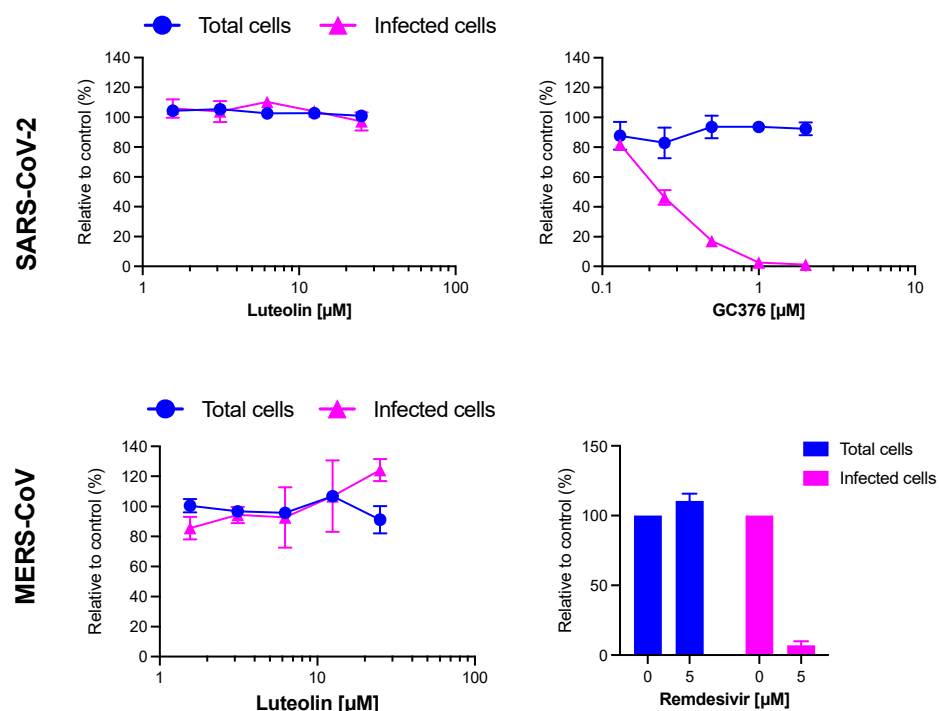 Total cells Infected cells
SARS-CoV-2
Relative to control (%)
140
120
100
80
60
40
20
0
1 10 100
Luteolin [µM]
Relative to control (%)
140
120
100
80
60
40
20
0
0.1 1 10
GC376 [µM]
Total cells Infected cells
MERS-CoV
Relative to control (%)
140
120
100
80
60
40
20
0
1 10 100
Luteolin [µM]
Relative to control (%)
150
100
50
0
0 5 0 5
Remdesivir [µM]
Total cells
Infected cells